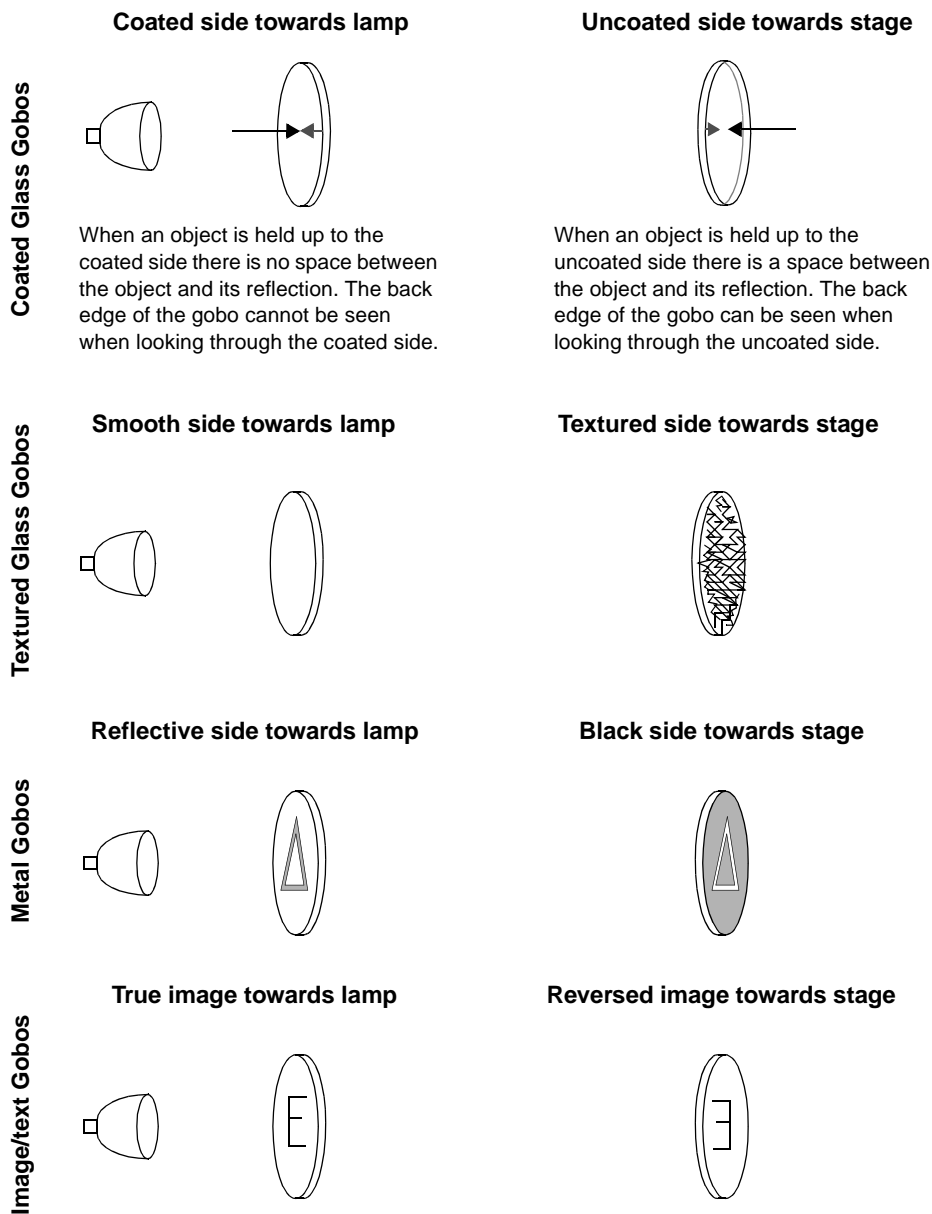 Coated side towards lamp
Uncoated side towards stage
Coated Glass Gobos
When an object is held up to the
coated side there is no space between
the object and its reflection. The back
edge of the gobo cannot be seen
when looking through the coated side.
When an object is held up to the
uncoated side there is a space between
the object and its reflection. The back
edge of the gobo can be seen when
looking through the uncoated side.
Textured Glass Gobos
Smooth side towards lamp
Textured side towards stage
Metal Gobos
Reflective side towards lamp
Black side towards stage
Image/text Gobos
True image towards lamp
Reversed image towards stage
E
E